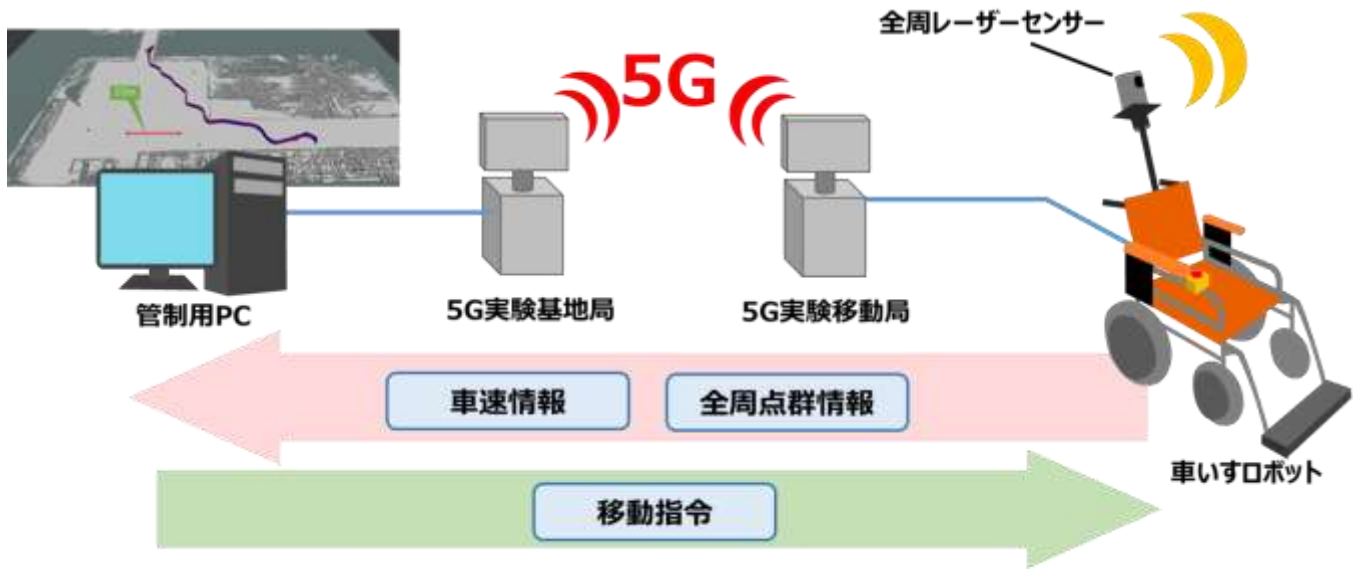 全周レーザーセンサー
5G
管制用PC
5G実験基地局
5G実験移動局
車速情報
全周点群情報
車いすロボット
移動指令